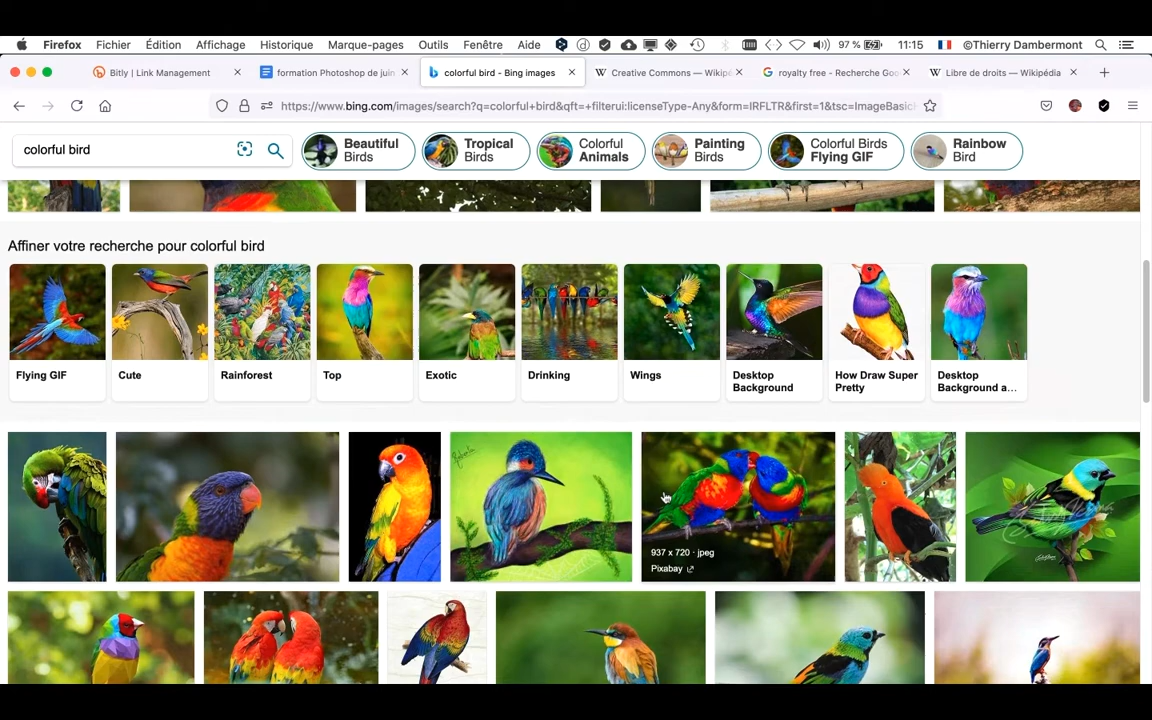 Firefox Fichier Édition Affichage Historique Marque-pages Outils Fenêtre Aide 97 % 11:15 ©Thierry Dambermont
Bitly | Link Management
formation Photoshop de juin
colorful bird - Bing images
Creative Commons — Wikipé
royalty free - Recherche Goo
Libre de droits — Wikipédia
https://www.bing.com/images/search?q=colorful+bird&qft=+filterui:licenseType-Any&form=IRFLTR&first=1&tsc=ImageBasic
colorful bird
Beautiful
Birds
Tropical
Birds
Colorful
Animals
Painting
Birds
Colorful Birds
Flying GIF
Rainbow
Bird
Affiner votre recherche pour colorful bird
Flying GIF
Cute
Rainforest
Top
Exotic
Drinking
Wings
Desktop
Background
How Draw Super
Pretty
Desktop
Background a...
937 x 720 · jpeg
Pixabay